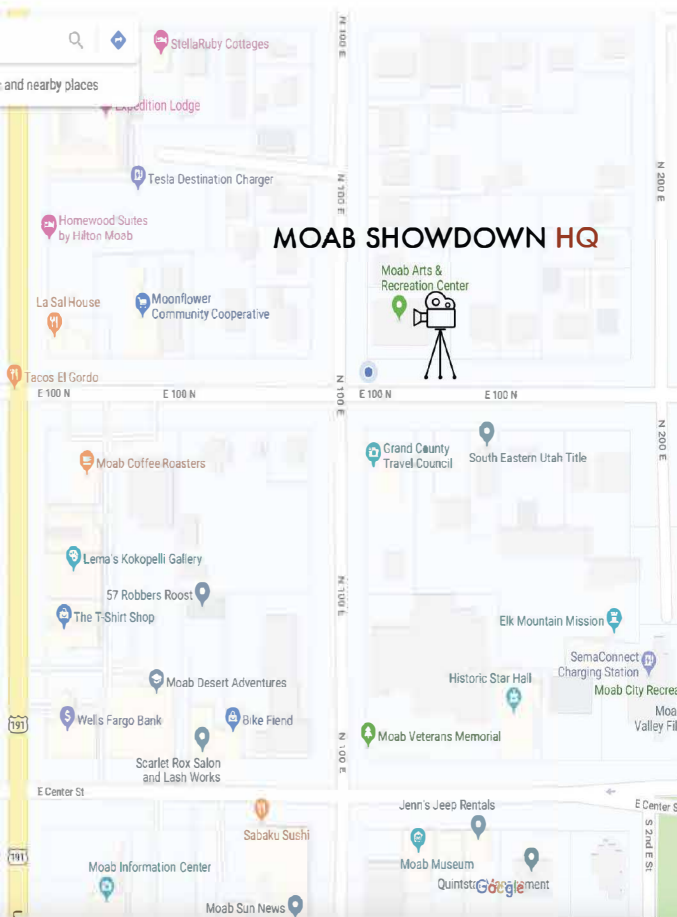 StellaRuby Cottages
and nearby places
Expedition Lodge
N 100 E
Tesla Destination Charger
N 100 E
N 200 E
Homewood Suites
by Hilton Moab
MOAB SHOWDOWN HQ
Moab Arts &
Recreation Center
La Sal House
Moonflower
Community Cooperative
Tacos El Gordo
E 100 N
E 100 N
N 100 E
E 100 N
E 100 N
Grand County
Travel Council
South Eastern Utah Title
N 200 E
Moab Coffee Roasters
Lema's Kokopelli Gallery
57 Robbers Roost
N 100 E
The T-Shirt Shop
Elk Mountain Mission
SemaConnect
Charging Station
Moab Desert Adventures
Historic Star Hall
Moab City Recrea
Moa
Valley Fil
191
Wells Fargo Bank
Bike Fiend
Moab Veterans Memorial
N 100 E
Scarlet Rox Salon
and Lash Works
E Center St
Jenn's Jeep Rentals
E Center S
Sabaku Sushi
S 2nd E St
191
Moab Information Center
Moab Museum
Google
Moab Sun News